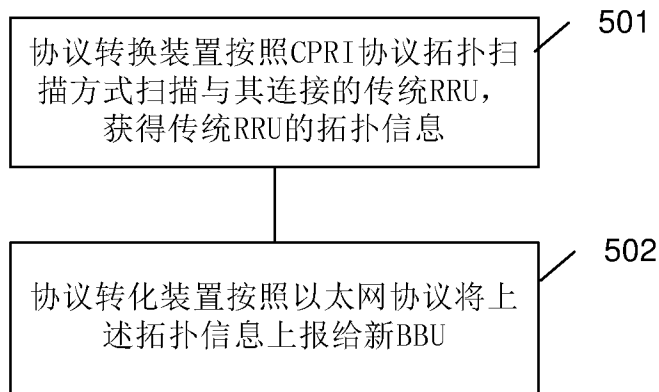 协议转换装置按照CPRI协议拓扑扫
描方式扫描与其连接的传统RRU，
获得传统RRU的拓扑信息
501
协议转化装置按照以太网协议将上
述拓扑信息上报给新BBU
502